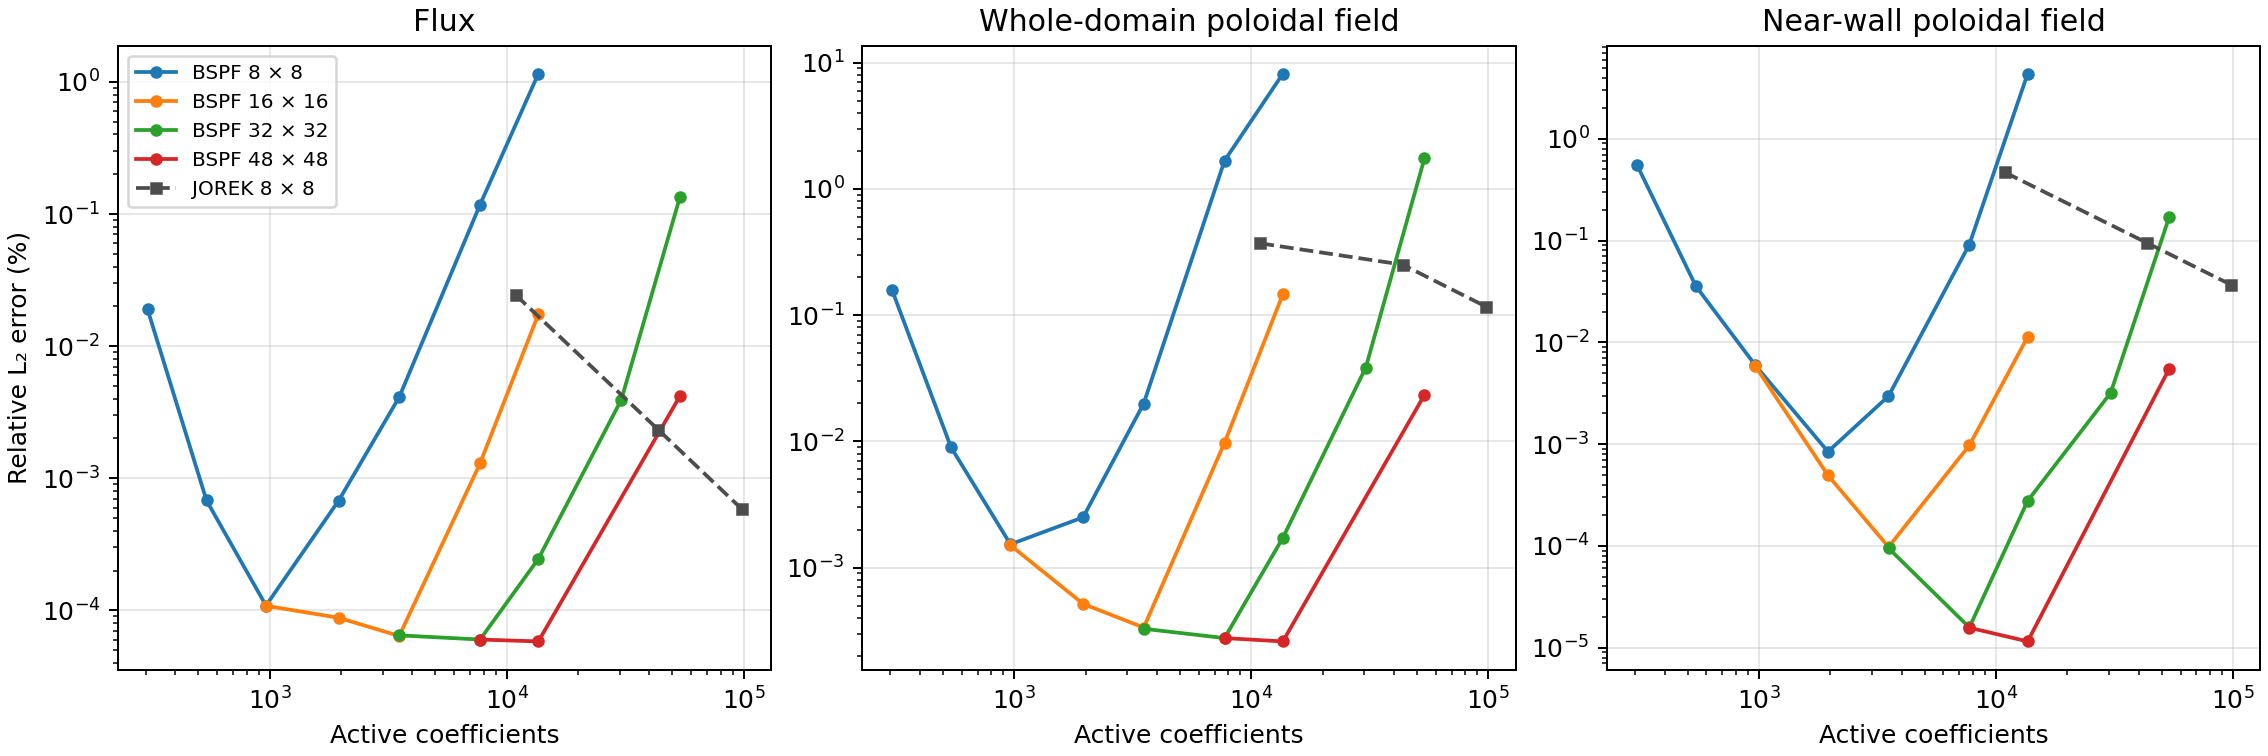 Flux
Whole-domain poloidal field
Near-wall poloidal field
BSPF 8 × 8
BSPF 16 × 16
BSPF 32 × 32
BSPF 48 × 48
JOREK 8 × 8
Relative L₂ error (%)
10⁰
10⁻¹
10⁻²
10⁻³
10⁻⁴
10³
10⁴
10⁵
Active coefficients
10¹
10⁰
10⁻¹
10⁻²
10⁻³
10³
10⁴
10⁵
Active coefficients
10⁰
10⁻¹
10⁻²
10⁻³
10⁻⁴
10⁻⁵
10³
10⁴
10⁵
Active coefficients